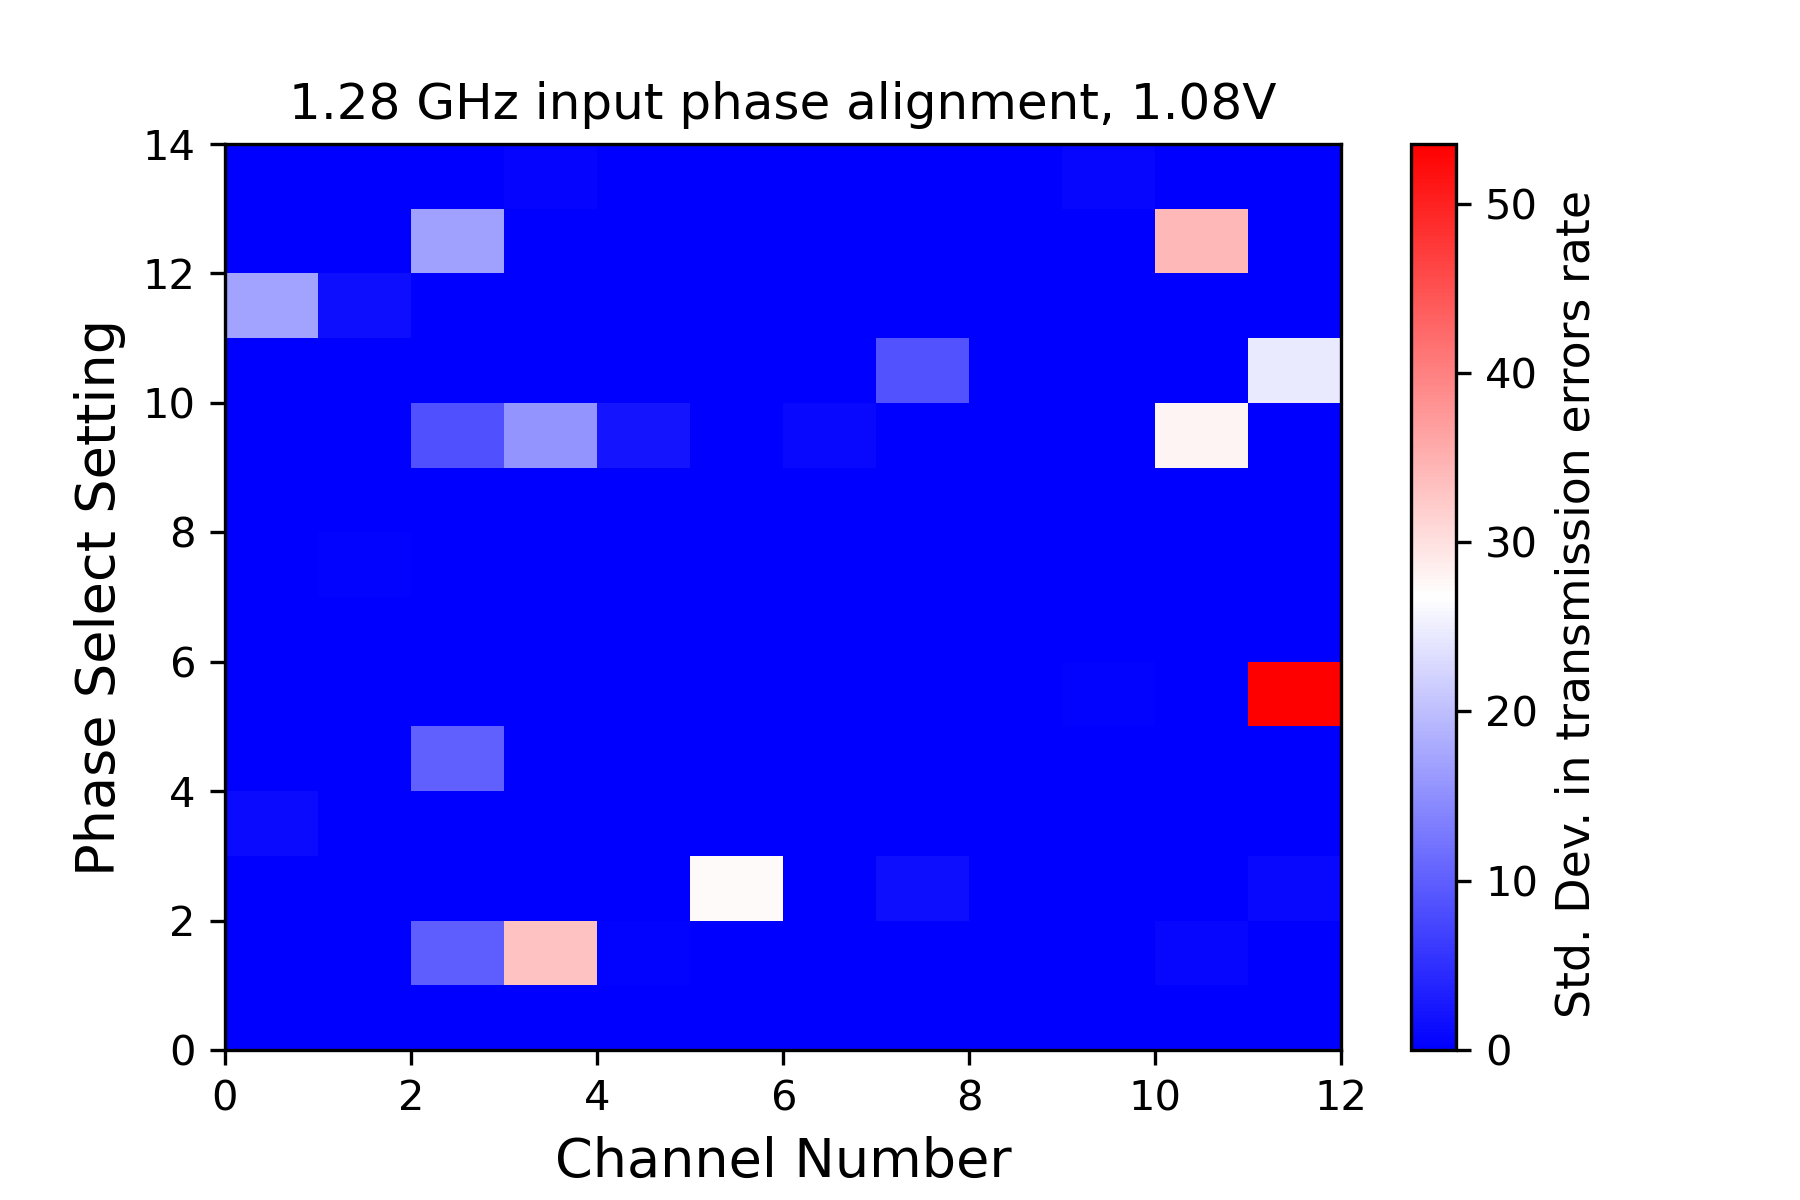 1.28 GHz input phase alignment, 1.08V
14
12
10
8
6
4
2
0
Phase Select Setting
0 2 4 6 8 10 12
Channel Number
50
40
30
20
10
0
Std. Dev. in transmission errors rate